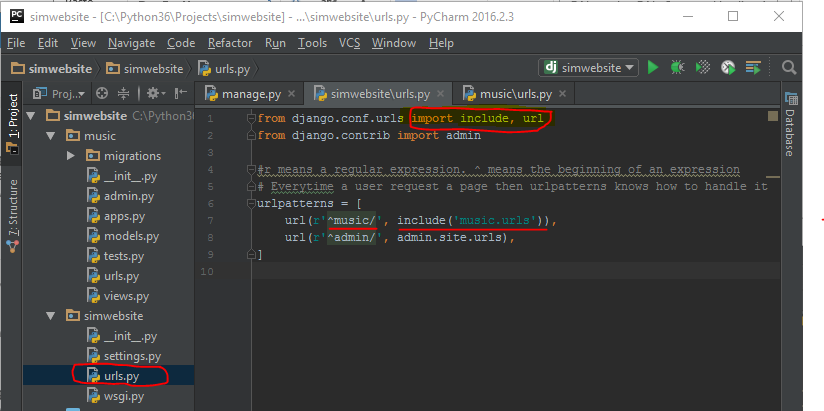 simwebsite - [C:\Python36\Projects\simwebsite] - ...\simwebsite\urls.py - PyCharm 2016.2.3
File Edit View Navigate Code Refactor Run Tools VCS Window
simwebsite simwebsite urls.py
simwebsite
Proj...
manage.py simwebsite\urls.py music\urls.py
1: Project
7: Structure
Database
simwebsite C:\Python3
music
migrations
__init__.py
admin.py
apps.py
models.py
tests.py
urls.py
views.py
simwebsite
__init__.py
settings.py
urls.py
wsgi.py
1 from django.conf.urls import include, url
2 from django.contrib import admin
3
4 #r means a regular expression. ^ means the beginning of an expression
5 # Everytime a user request a page then urlpatterns knows how to handle it
6 urlpatterns = [
7 url(r'^music/', include('music.urls')),
8 url(r'^admin/', admin.site.urls),
9 ]
10